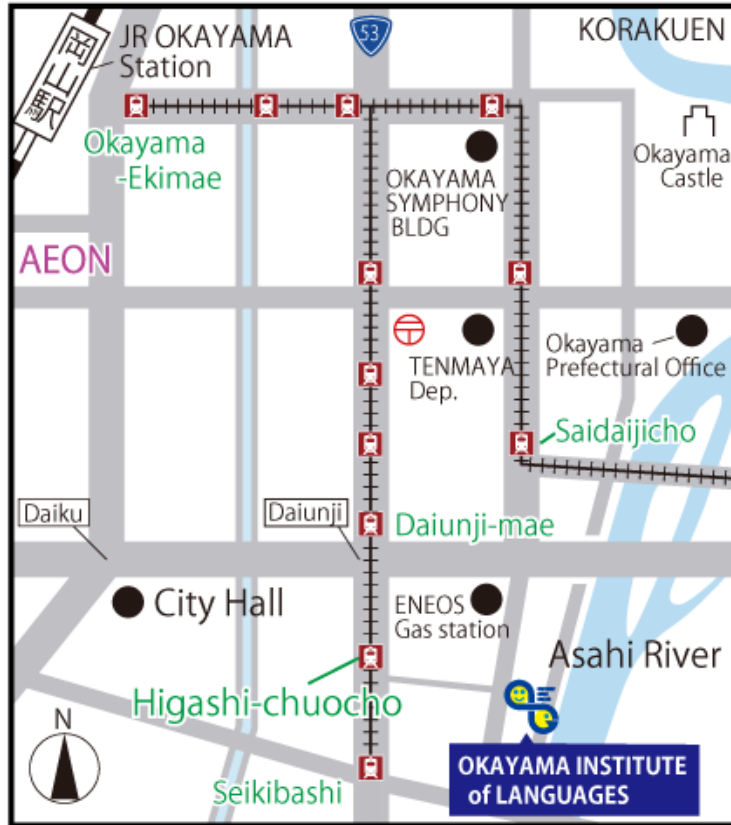 岡山駅
JR OKAYAMA
Station
53
KORAKUEN
Okayama
-Ekimae
OKAYAMA
SYMPHONY
BLDG
Okayama
Castle
AEON
TENMAYA
Dep.
Okayama
Prefectural Office
Saidaijicho
Daiku
Daiunji
Daiunji-mae
City Hall
ENEOS
Gas station
Asahi River
Higashi-chuocho
N
Seikibashi
OKAYAMA INSTITUTE
of LANGUAGES